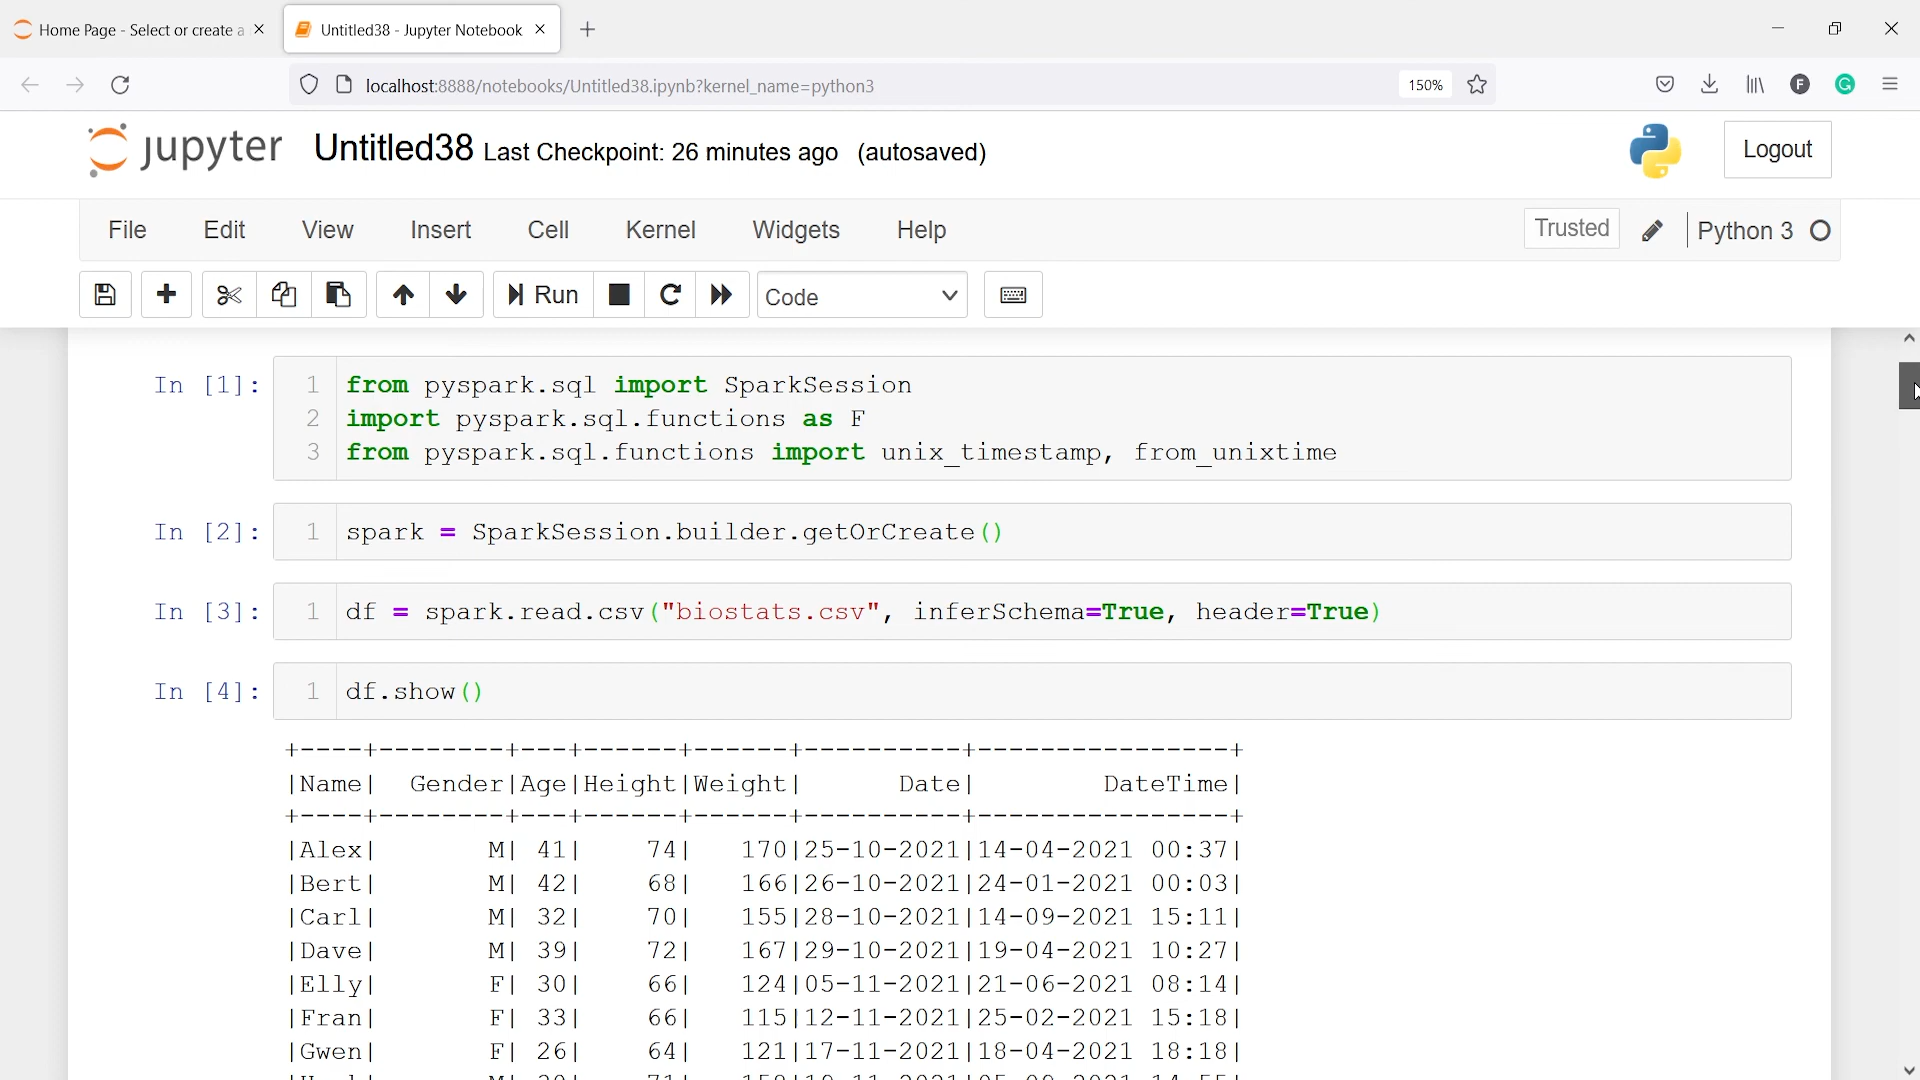 Home Page - Select or create a
Untitled38 - Jupyter Notebook
localhost:8888/notebooks/Untitled38.ipynb?kernel_name=python3
150%
F
G
jupyter Untitled38 Last Checkpoint: 26 minutes ago (autosaved)
Logout
File Edit View Insert Cell Kernel Widgets Help
Trusted
Python 3
Run
Code
In [1]:
1 from pyspark.sql import SparkSession
2 import pyspark.sql.functions as F
3 from pyspark.sql.functions import unix_timestamp, from_unixtime
In [2]:
1 spark = SparkSession.builder.getOrCreate()
In [3]:
1 df = spark.read.csv("biostats.csv", inferSchema=True, header=True)
In [4]:
1 df.show()
+----+--------+---+------+------+----------+----------------+
|Name|  Gender|Age|Height|Weight|      Date|        DateTime|
+----+--------+---+------+------+----------+----------------+
|Alex|       M| 41|    74|   170|25-10-2021|14-04-2021 00:37|
|Bert|       M| 42|    68|   166|26-10-2021|24-01-2021 00:03|
|Carl|       M| 32|    70|   155|28-10-2021|14-09-2021 15:11|
|Dave|       M| 39|    72|   167|29-10-2021|19-04-2021 10:27|
|Elly|       F| 30|    66|   124|05-11-2021|21-06-2021 08:14|
|Fran|       F| 33|    66|   115|12-11-2021|25-02-2021 15:18|
|Gwen|       F| 26|    64|   121|17-11-2021|18-04-2021 18:18|